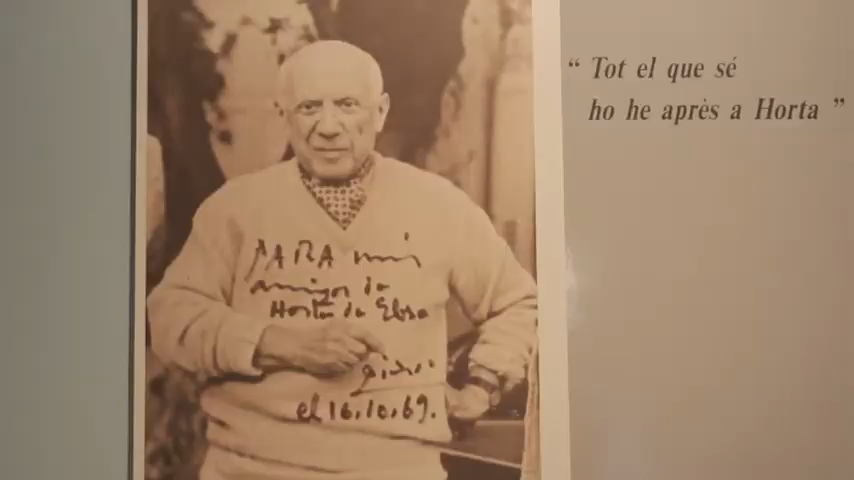 “ Tot el que sé
ho he après a Horta ”
PARA mis
amigos de
Horta de Ebro
el 16.10.69.